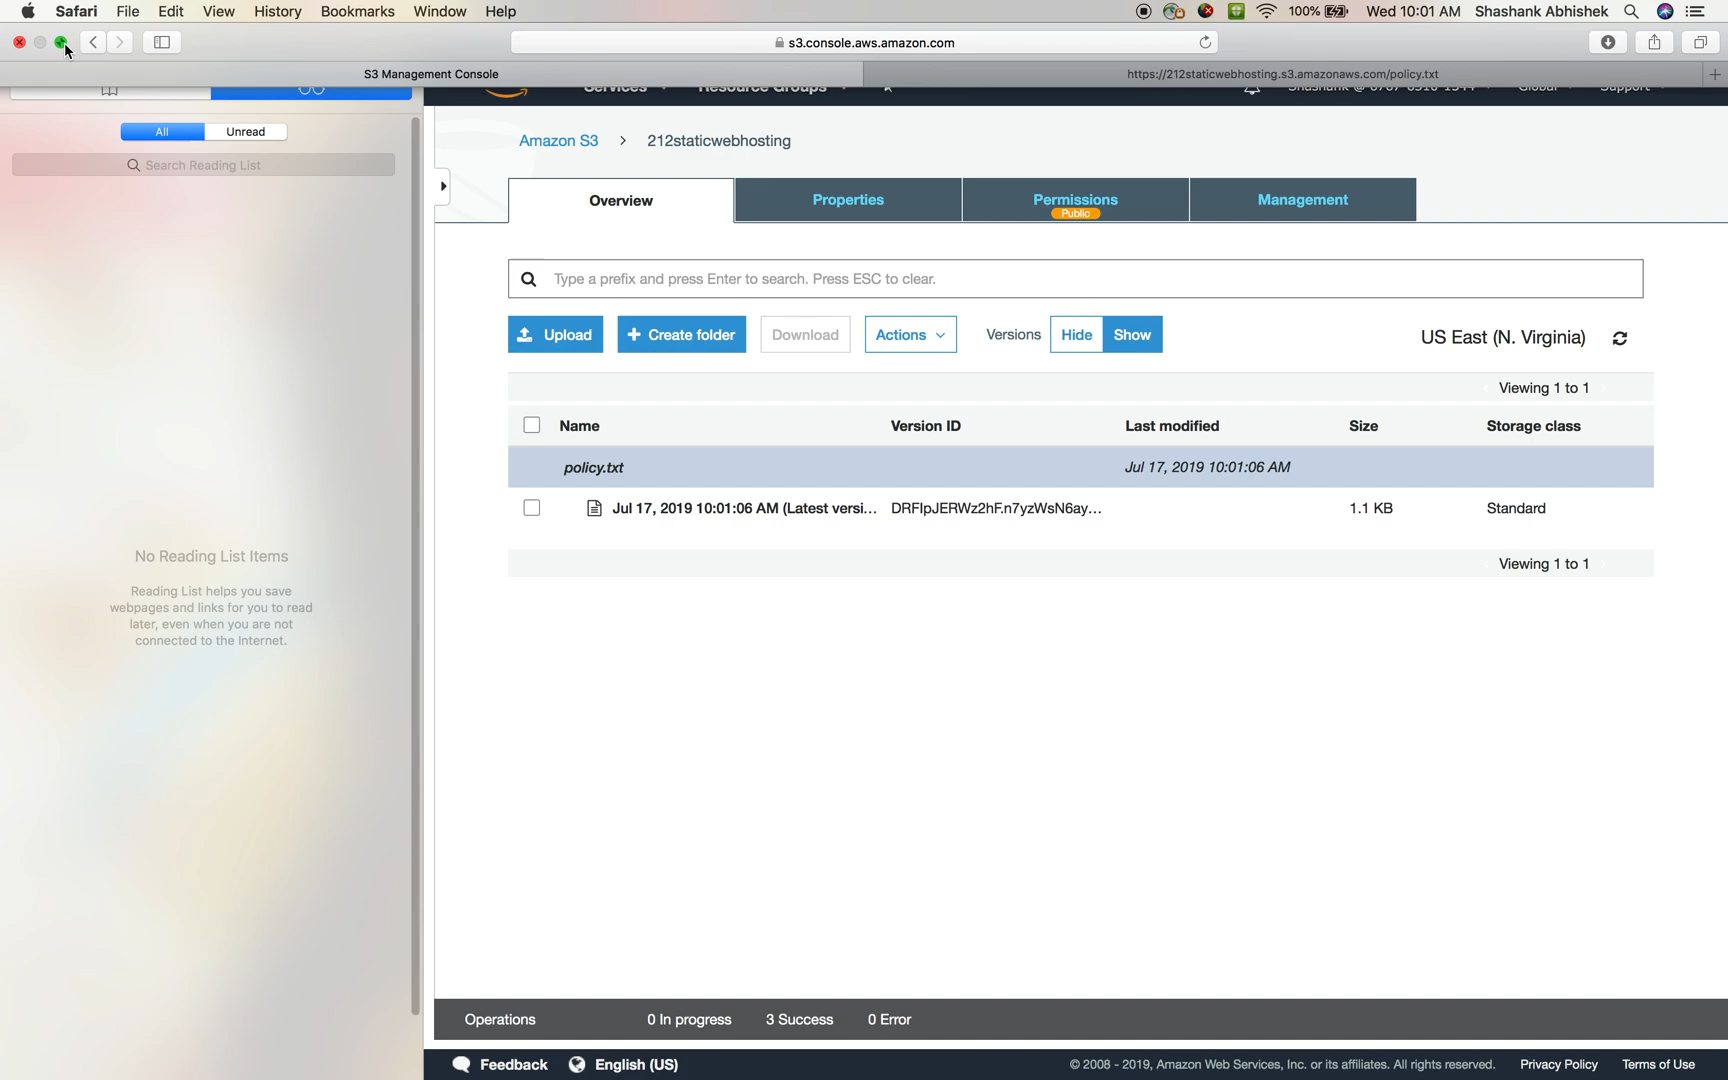 Safari File Edit View History Bookmarks Window Help 100% Wed 10:01 AM Shashank Abhishek
s3.console.aws.amazon.com
S3 Management Console https://212staticwebhosting.s3.amazonaws.com/policy.txt
Services Resource Groups Global Support
All Unread
Search Reading List
No Reading List Items
Reading List helps you save
webpages and links for you to read
later, even when you are not
connected to the Internet.
Amazon S3 > 212staticwebhosting
Overview Properties Permissions Management
Public
Type a prefix and press Enter to search. Press ESC to clear.
Upload Create folder Download Actions Versions Hide Show US East (N. Virginia)
Viewing 1 to 1
Name Version ID Last modified Size Storage class
policy.txt Jul 17, 2019 10:01:06 AM
Jul 17, 2019 10:01:06 AM (Latest versi... DRFlpJERWz2hF.n7yzWsN6ay... 1.1 KB Standard
Viewing 1 to 1
Operations 0 In progress 3 Success 0 Error
Feedback English (US) © 2008 - 2019, Amazon Web Services, Inc. or its affiliates. All rights reserved. Privacy Policy Terms of Use